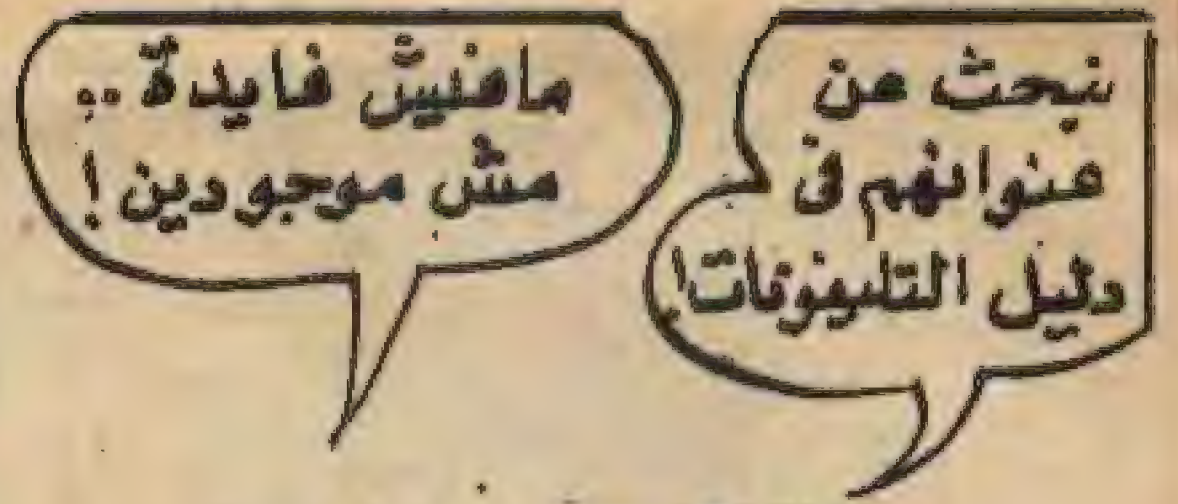 نبحث عن
عنوانهم في
دليل التليفونات!
مافيش فايدة ..
مش موجودين !